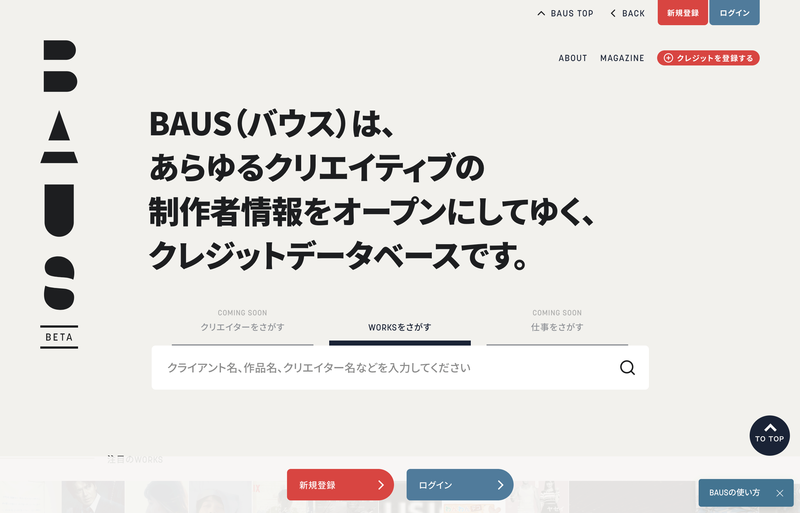 BAUS TOP
BACK
新規登録
ログイン
ABOUT
MAGAZINE
クレジットを登録する
BAUS
BETA
BAUS（バウス）は、
あらゆるクリエイティブの
制作者情報をオープンにしてゆく、
クレジットデータベースです。
COMING SOON
クリエイターをさがす
WORKSをさがす
COMING SOON
仕事をさがす
クライアント名、作品名、クリエイター名などを入力してください
TO TOP
注目のWORKS
新規登録
ログイン
BAUSの使い方